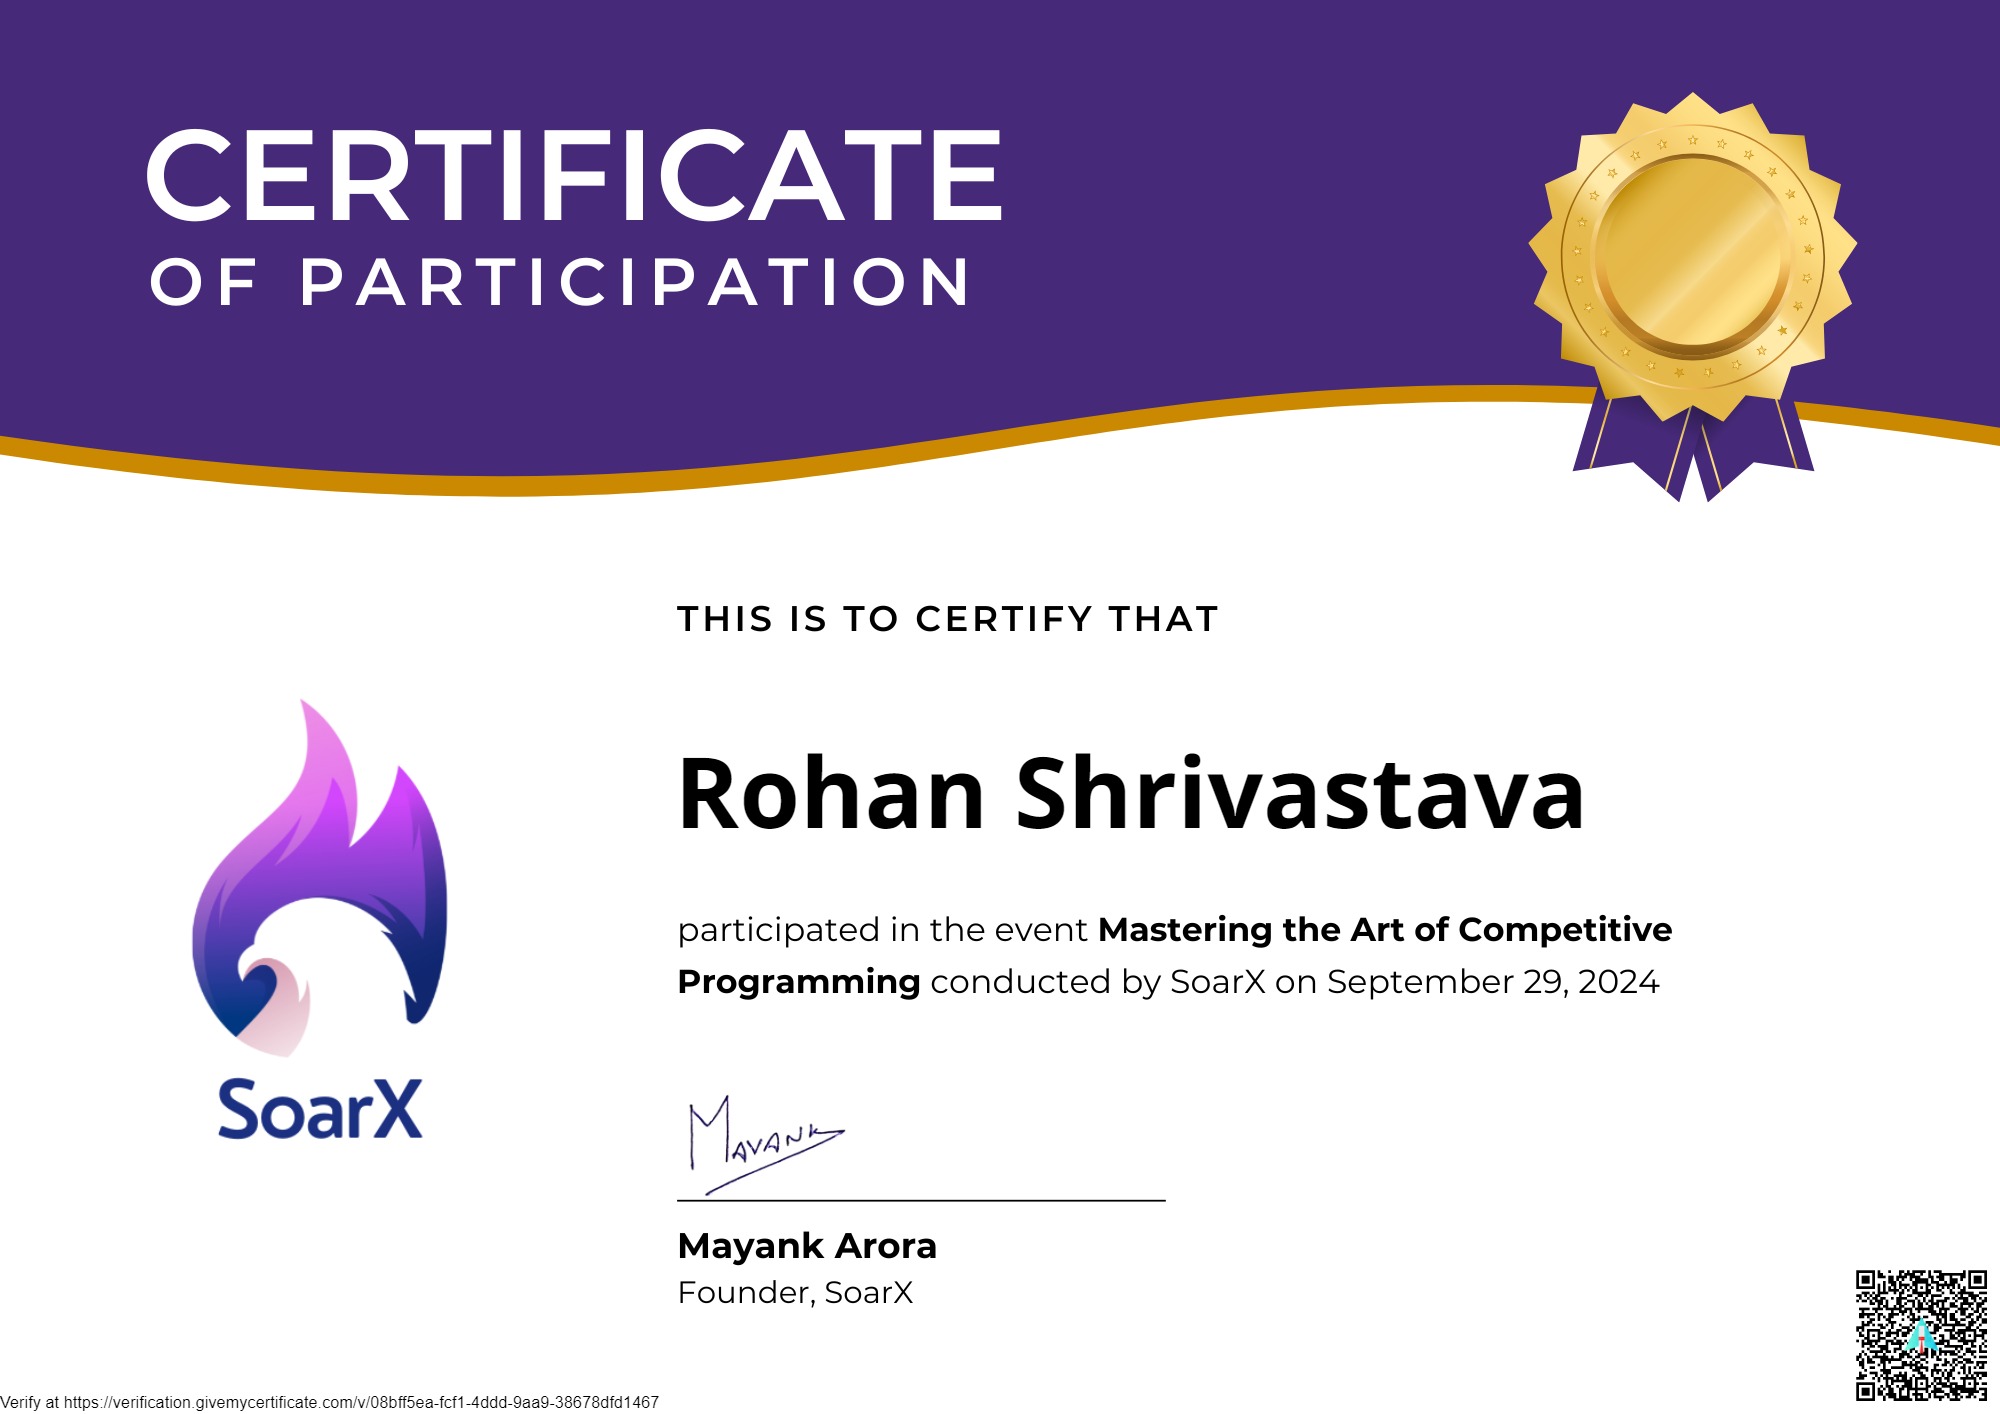 CERTIFICATE
OF PARTICIPATION
THIS IS TO CERTIFY THAT
Rohan Shrivastava
participated in the event Mastering the Art of Competitive
Programming conducted by SoarX on September 29, 2024
SoarX
Mayank
Mayank Arora
Founder, SoarX
Verify at https://verification.givemycertificate.com/v/08bff5ea-fcf1-4ddd-9aa9-38678dfd1467